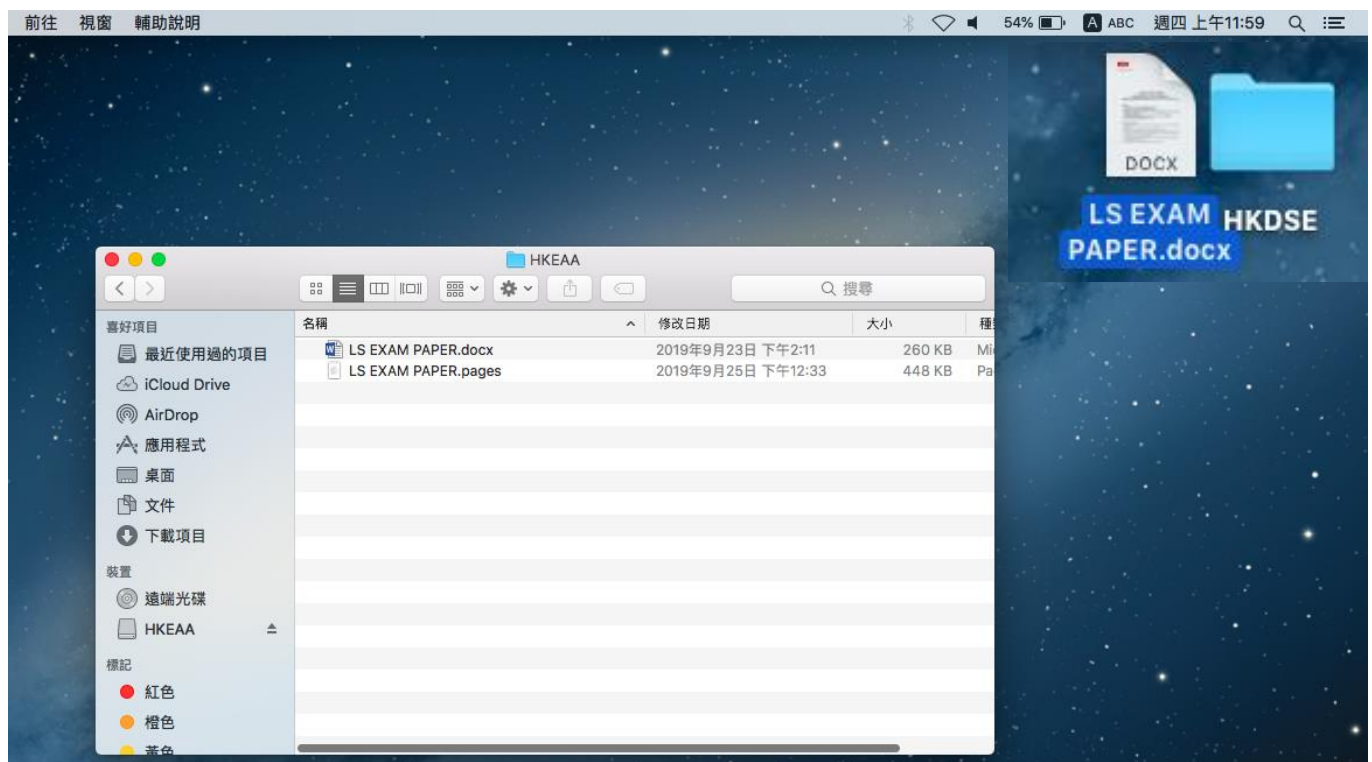 前往 視窗 輔助說明 54% A ABC 週四 上午11:59
DOCX
LS EXAM
PAPER.docx
HKDSE
HKEAA
搜尋
名稱 修改日期 大小
LS EXAM PAPER.docx 2019年9月23日 下午2:11 260 KB Mi
LS EXAM PAPER.pages 2019年9月25日 下午12:33 448 KB Pa
喜好項目
最近使用過的項目
iCloud Drive
AirDrop
應用程式
桌面
文件
下載項目
裝置
遠端光碟
HKEAA
標記
紅色
橙色
黃色